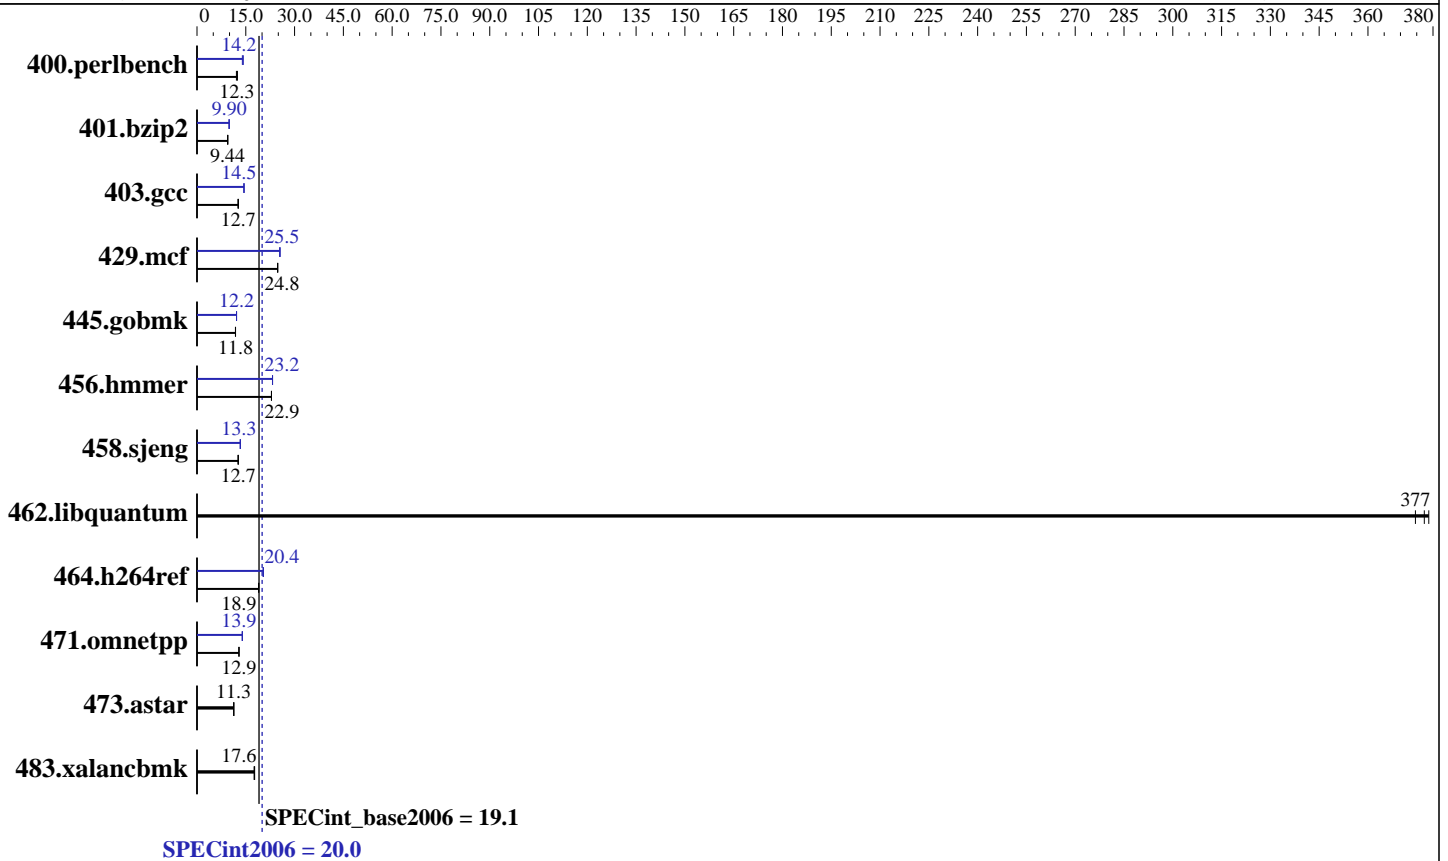 0 15.0 30.0 45.0 60.0 75.0 90.0 105 120 135 150 165 180 195 210 225 240 255 270 285 300 315 330 345 360 380
14.2
400.perlbench
12.3
9.90
401.bzip2
9.44
14.5
403.gcc
12.7
25.5
429.mcf
24.8
12.2
445.gobmk
11.8
23.2
456.hmmer
22.9
13.3
458.sjeng
12.7
377
462.libquantum
20.4
464.h264ref
18.9
13.9
471.omnetpp
12.9
11.3
473.astar
17.6
483.xalancbmk
SPECint_base2006 = 19.1
SPECint2006 = 20.0